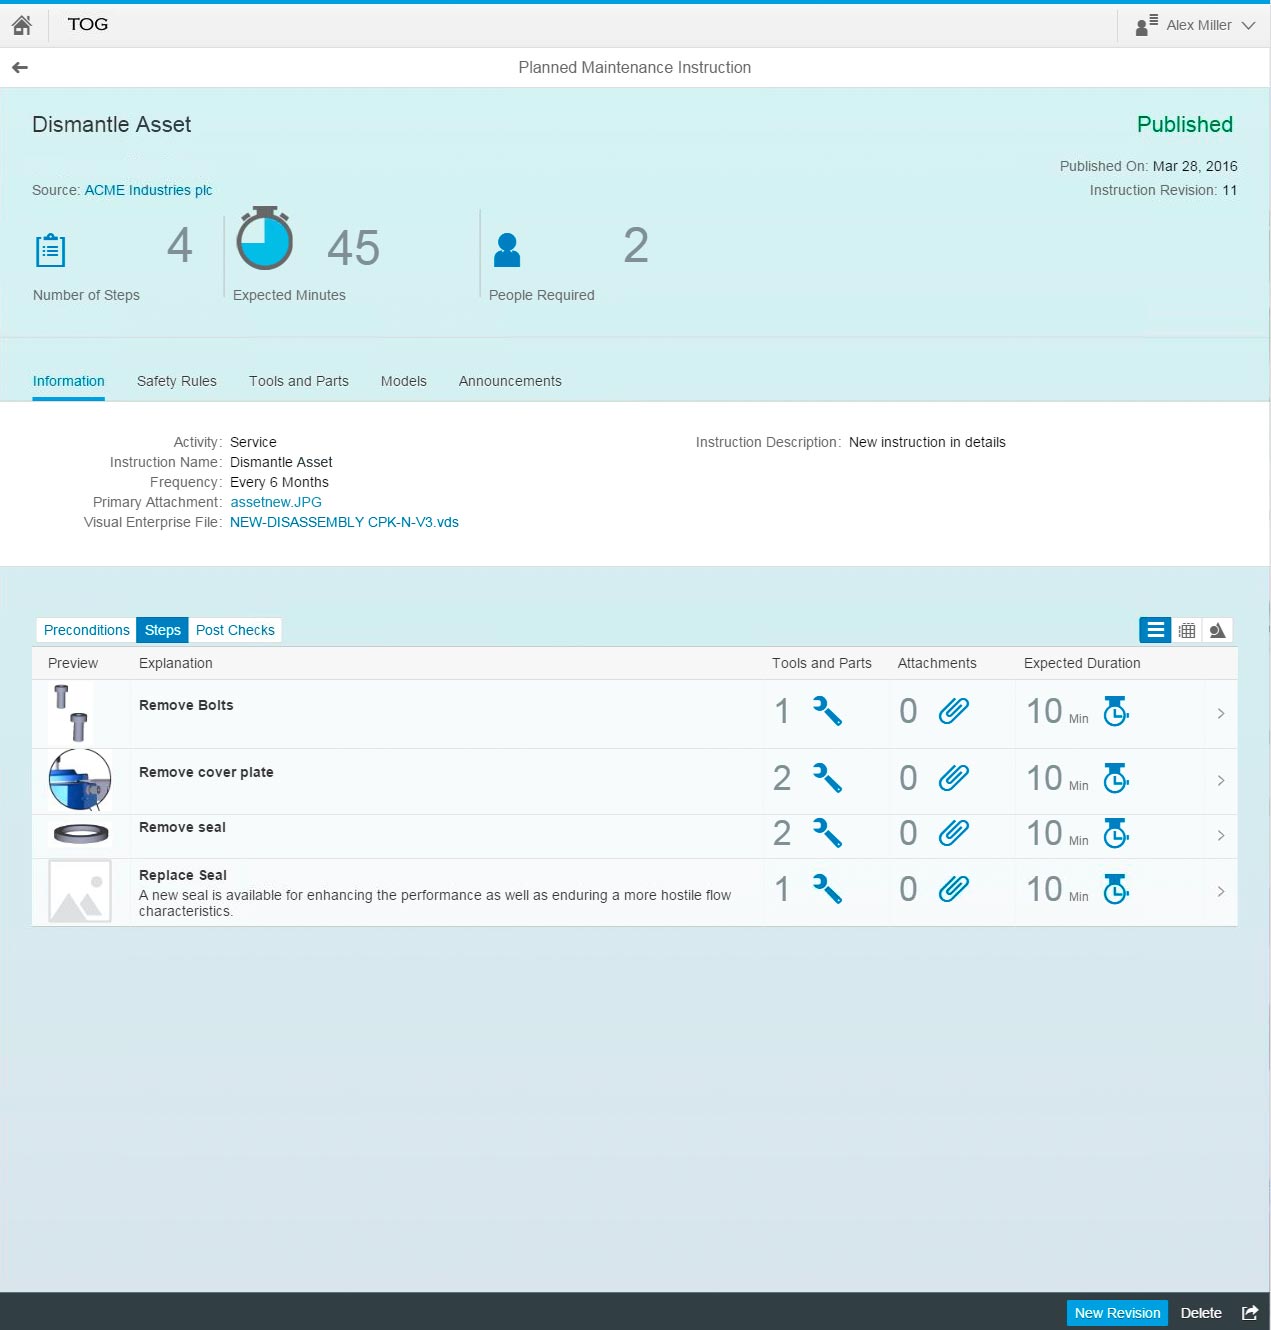 TOG
Alex Miller
Planned Maintenance Instruction
Dismantle Asset
Published
Published On: Mar 28, 2016
Source: ACME Industries plc
Instruction Revision: 11
4
45
2
Number of Steps
Expected Minutes
People Required
Information Safety Rules Tools and Parts Models Announcements
Activity: Service
Instruction Description: New instruction in details
Instruction Name: Dismantle Asset
Frequency: Every 6 Months
Primary Attachment: assetnew.JPG
Visual Enterprise File: NEW-DISASSEMBLY CPK-N-V3.vds
Preconditions Steps Post Checks
Preview Explanation Tools and Parts Attachments Expected Duration
Remove Bolts 1 0 10 Min
Remove cover plate 2 0 10 Min
Remove seal 2 0 10 Min
Replace Seal 1 0 10 Min
A new seal is available for enhancing the performance as well as enduring a more hostile flow
characteristics.
New Revision Delete